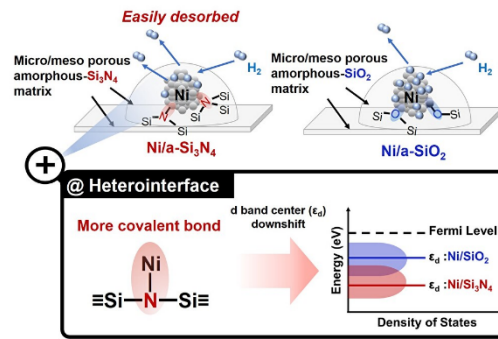 Easily desorbed
Micro/meso porous
amorphous-Si3N4
matrix
H2
Ni
Si
Si
N
N
Si
Si
Si
Ni/a-Si3N4
Micro/meso porous
amorphous-SiO2
matrix
H2
Ni
Si
O
O
Si
Si
Ni/a-SiO2
+
@ Heterointerface
More covalent bond
Ni
≡Si—N—Si≡
d band center (εd)
downshift
Energy (eV)
Fermi Level
εd :Ni/SiO2
εd :Ni/Si3N4
Density of States